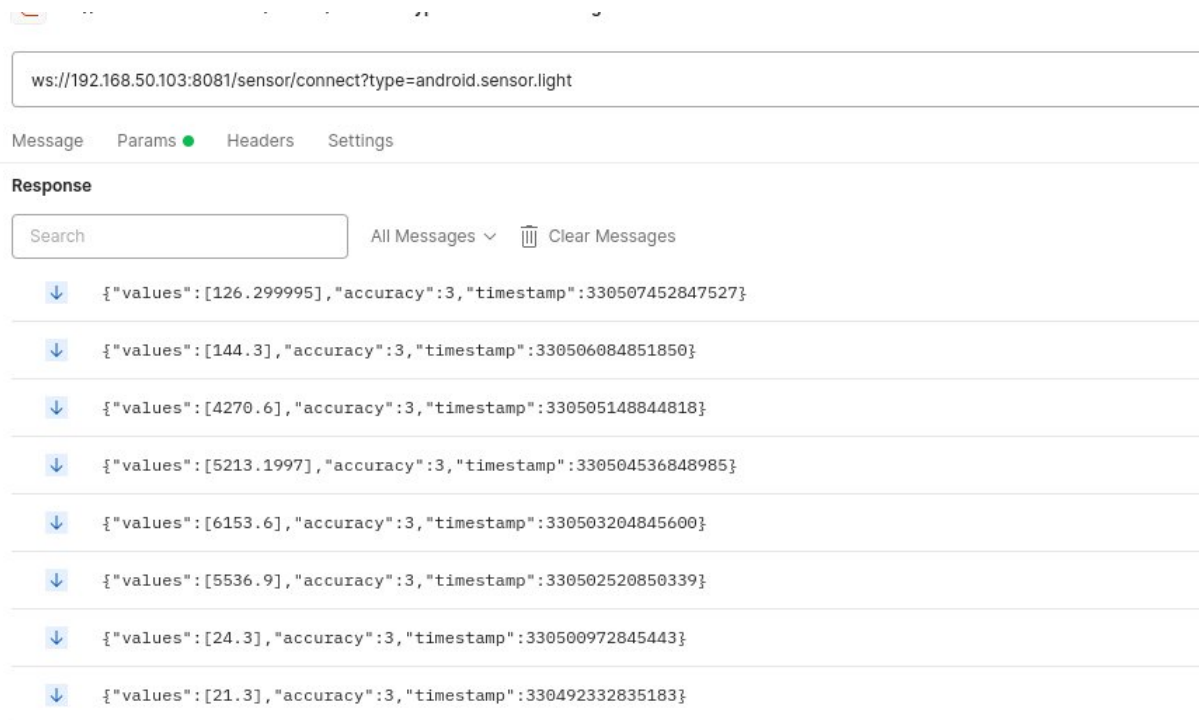 ws://192.168.50.103:8081/sensor/connect?type=android.sensor.light
Message Params Headers Settings
Response
Search All Messages Clear Messages
{"values":[126.299995],"accuracy":3,"timestamp":330507452847527}
{"values":[144.3],"accuracy":3,"timestamp":330506084851850}
{"values":[4270.6],"accuracy":3,"timestamp":330505148844818}
{"values":[5213.1997],"accuracy":3,"timestamp":330504536848985}
{"values":[6153.6],"accuracy":3,"timestamp":330503204845600}
{"values":[5536.9],"accuracy":3,"timestamp":330502520850339}
{"values":[24.3],"accuracy":3,"timestamp":330500972845443}
{"values":[21.3],"accuracy":3,"timestamp":330492332835183}